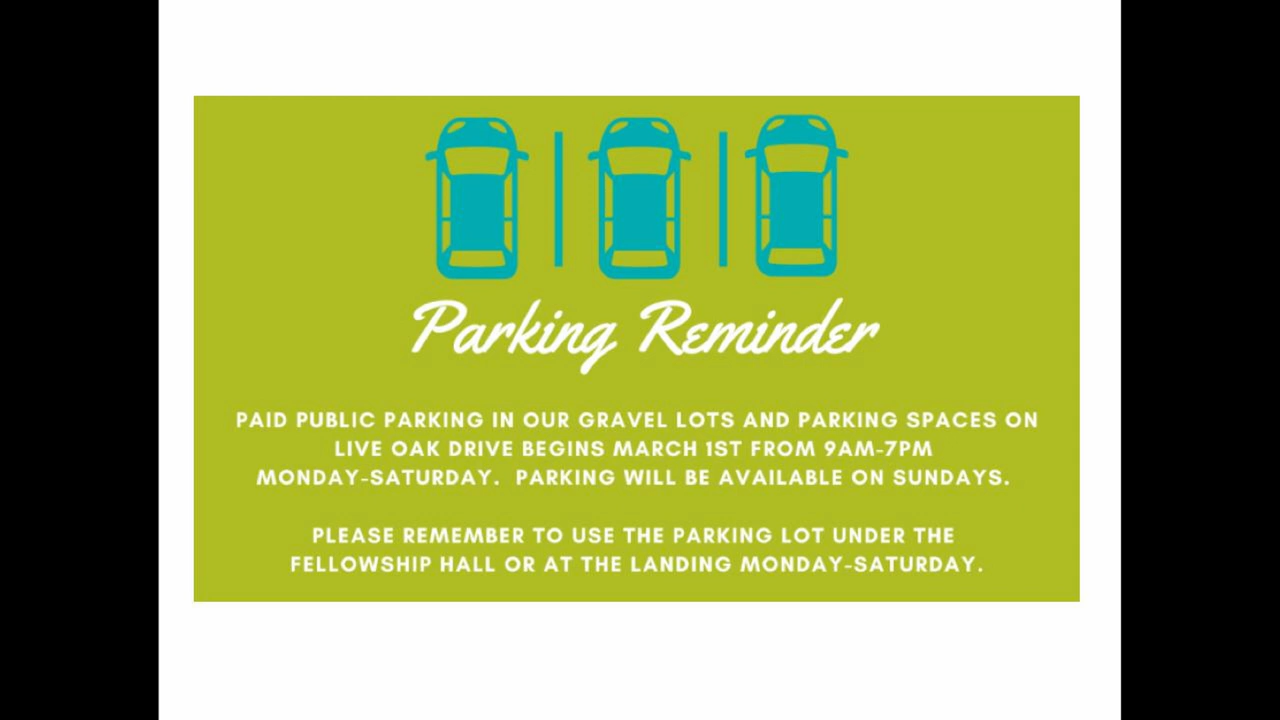 Parking Reminder
PAID PUBLIC PARKING IN OUR GRAVEL LOTS AND PARKING SPACES ON
LIVE OAK DRIVE BEGINS MARCH 1ST FROM 9AM-7PM
MONDAY-SATURDAY. PARKING WILL BE AVAILABLE ON SUNDAYS.
PLEASE REMEMBER TO USE THE PARKING LOT UNDER THE
FELLOWSHIP HALL OR AT THE LANDING MONDAY-SATURDAY.